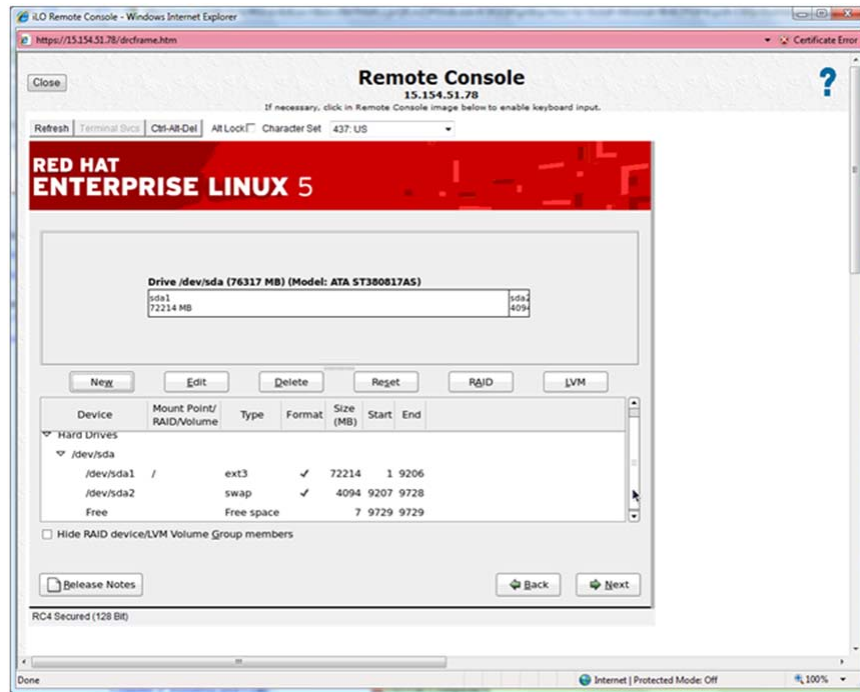 iLO Remote Console - Windows Internet Explorer
https://15.154.51.78/drcframe.htm
Certificate Error
Close
Remote Console
15.154.51.78
?
If necessary, click in Remote Console image below to enable keyboard input.
Refresh Terminal Svcs Ctrl-Alt-Del Alt Lock Character Set 437: US
RED HAT
ENTERPRISE LINUX 5
Drive /dev/sda (76317 MB) (Model: ATA ST380817AS)
sda1 sda2
72214 MB 4094
New Edit Delete Reset RAID LVM
Device Mount Point/ RAID/Volume Type Format Size (MB) Start End
Hard Drives
/dev/sda
/dev/sda1 / ext3 ✓ 72214 1 9206
/dev/sda2 swap ✓ 4094 9207 9728
Free Free space 7 9729 9729
Hide RAID device/LVM Volume Group members
Release Notes Back Next
RC4 Secured (128 Bit)
Done Internet | Protected Mode: Off 100%